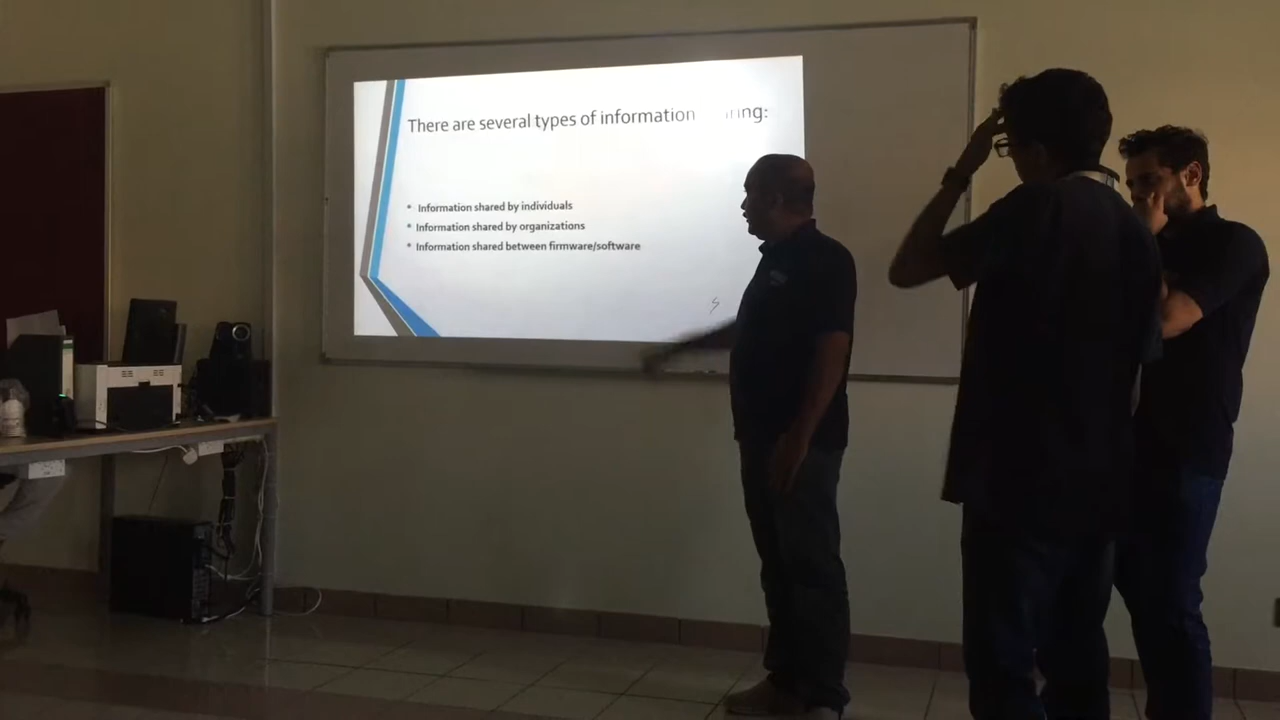 There are several types of information ring:
• Information shared by individuals
• Information shared by organizations
• Information shared between firmware/software